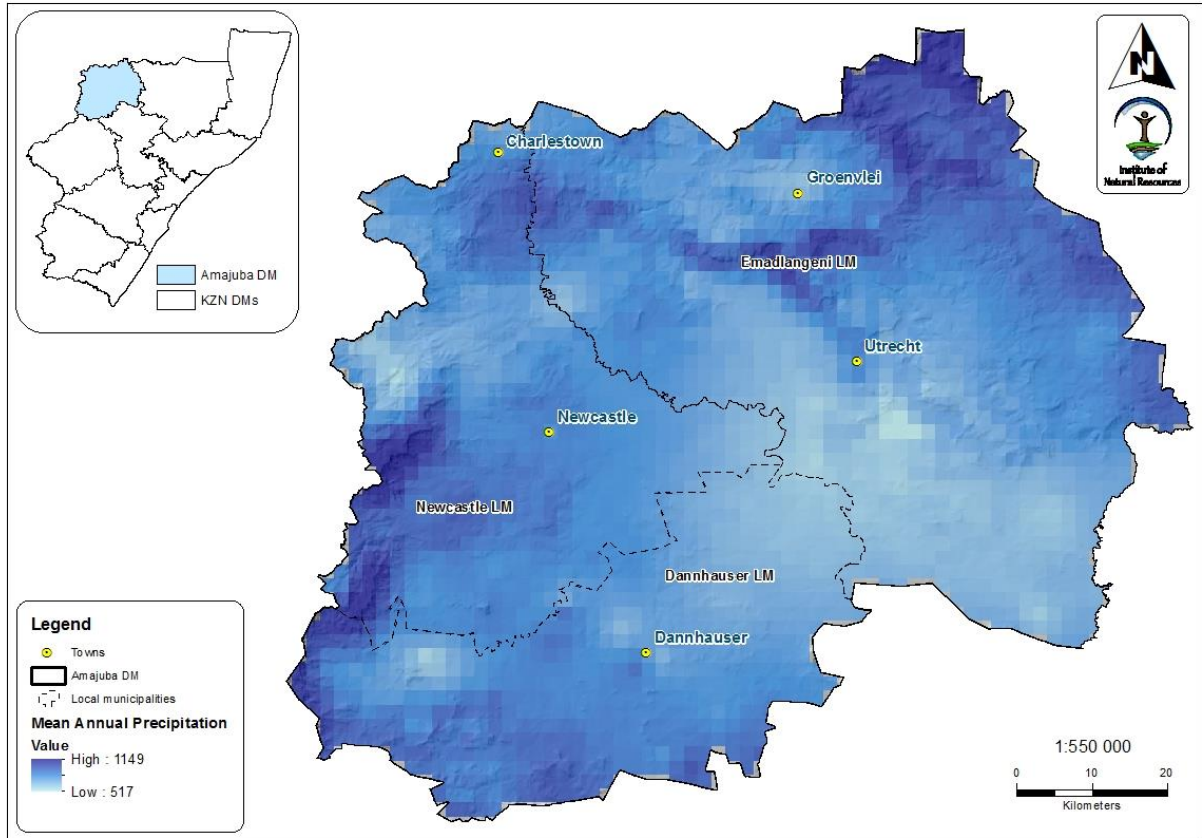 Amajuba DM
KZN DMs
N
Institute of
Natural Resources
Charlestown
Groenvlei
Emadlangeni LM
Utrecht
Newcastle
Newcastle LM
Dannhauser LM
Dannhauser
Legend
Towns
Amajuba DM
Local municipalities
Mean Annual Precipitation
Value
High : 1149
Low : 517
1:550 000
0 10 20
Kilometers